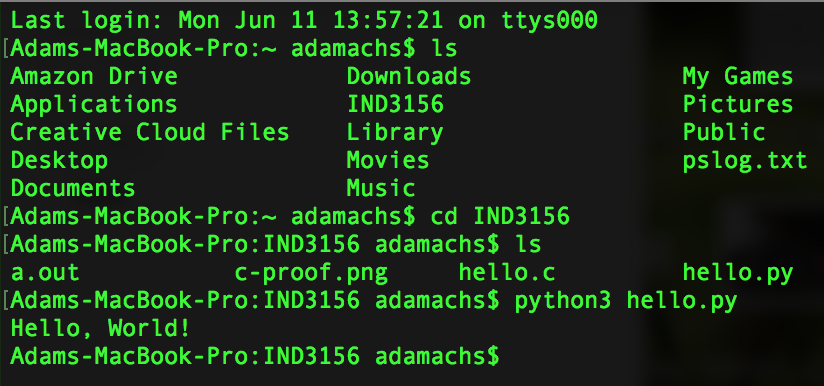 Last login: Mon Jun 11 13:57:21 on ttys000
[Adams-MacBook-Pro:~ adamachs$ ls
Amazon Drive Downloads My Games
Applications IND3156 Pictures
Creative Cloud Files Library Public
Desktop Movies pslog.txt
Documents Music
[Adams-MacBook-Pro:~ adamachs$ cd IND3156
[Adams-MacBook-Pro:IND3156 adamachs$ ls
a.out c-proof.png hello.c hello.py
[Adams-MacBook-Pro:IND3156 adamachs$ python3 hello.py
Hello, World!
Adams-MacBook-Pro:IND3156 adamachs$